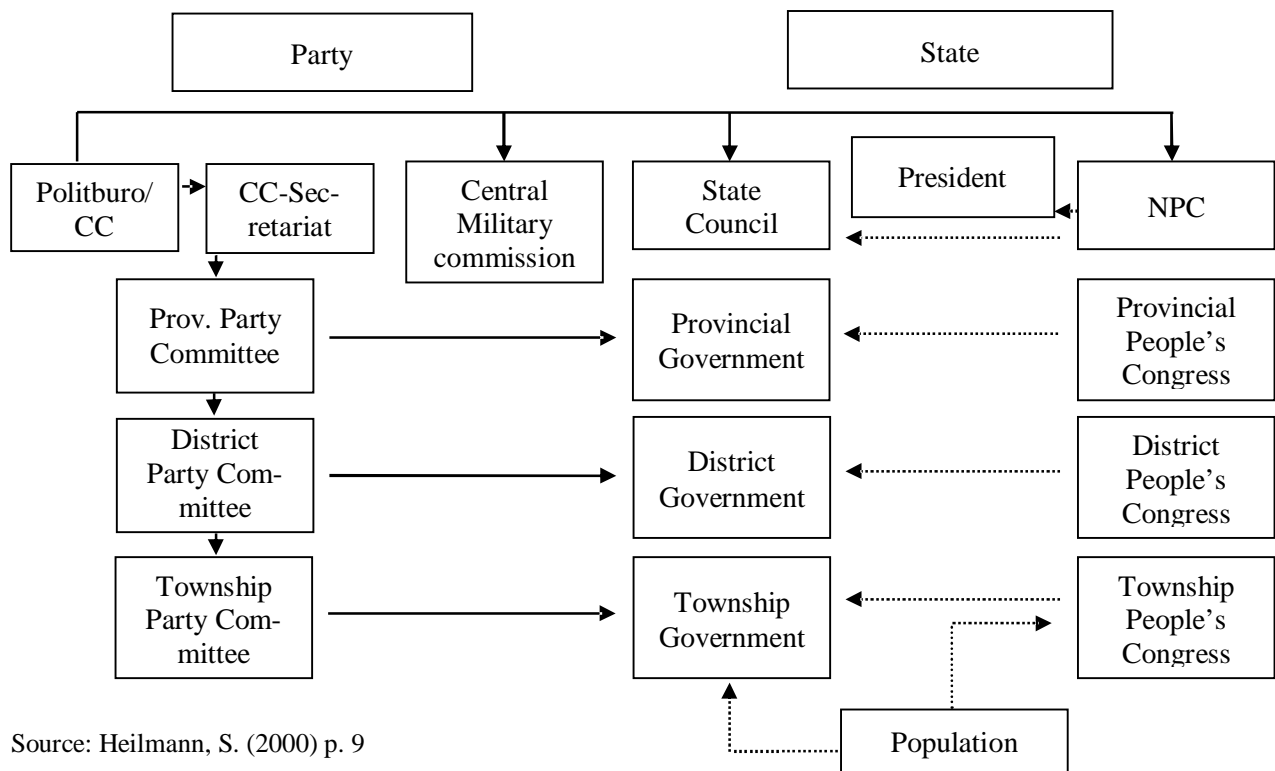 Party
State
Politburo/
CC
CC-Sec-
retariat
Central
Military
commission
State
Council
President
NPC
Prov. Party
Committee
Provincial
Government
Provincial
People’s
Congress
District
Party Com-
mittee
District
Government
District
People’s
Congress
Township
Party Com-
mittee
Township
Government
Township
People’s
Congress
Population
Source: Heilmann, S. (2000) p. 9